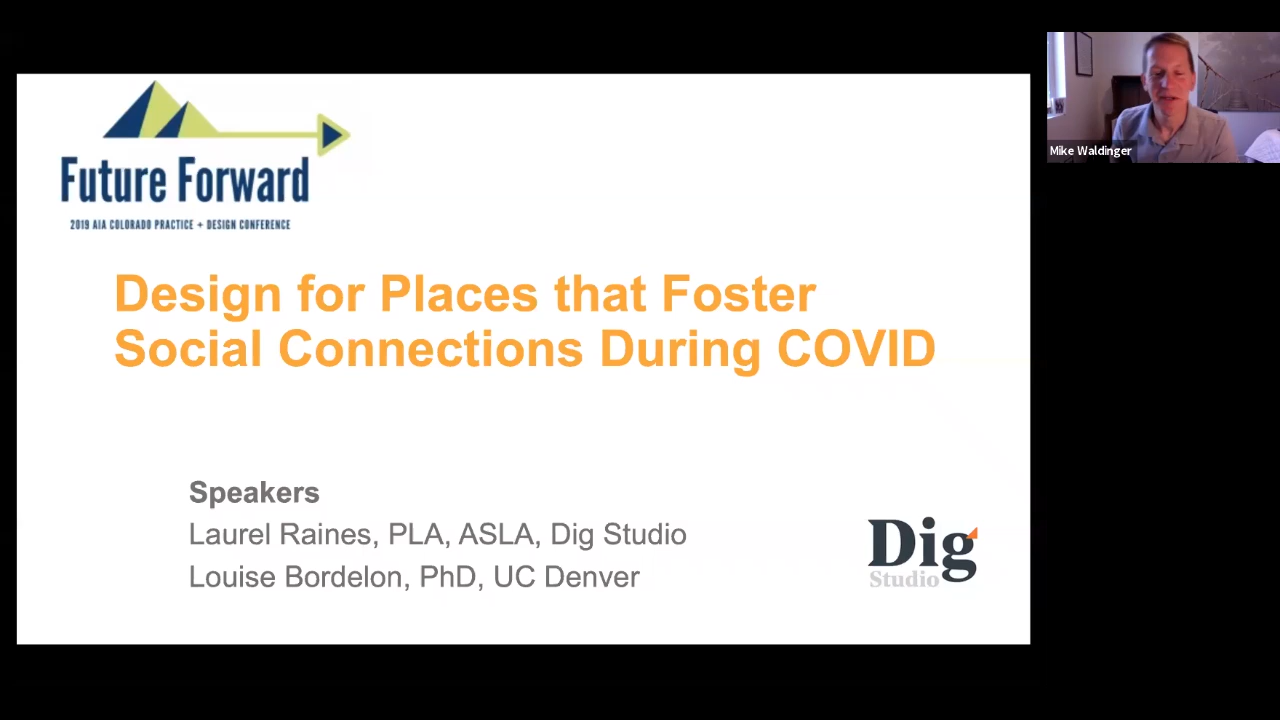 Future Forward
2019 AIA COLORADO PRACTICE + DESIGN CONFERENCE
Design for Places that Foster
Social Connections During COVID
Speakers
Laurel Raines, PLA, ASLA, Dig Studio
Louise Bordelon, PhD, UC Denver
Dig
Studio
Mike Waldinger